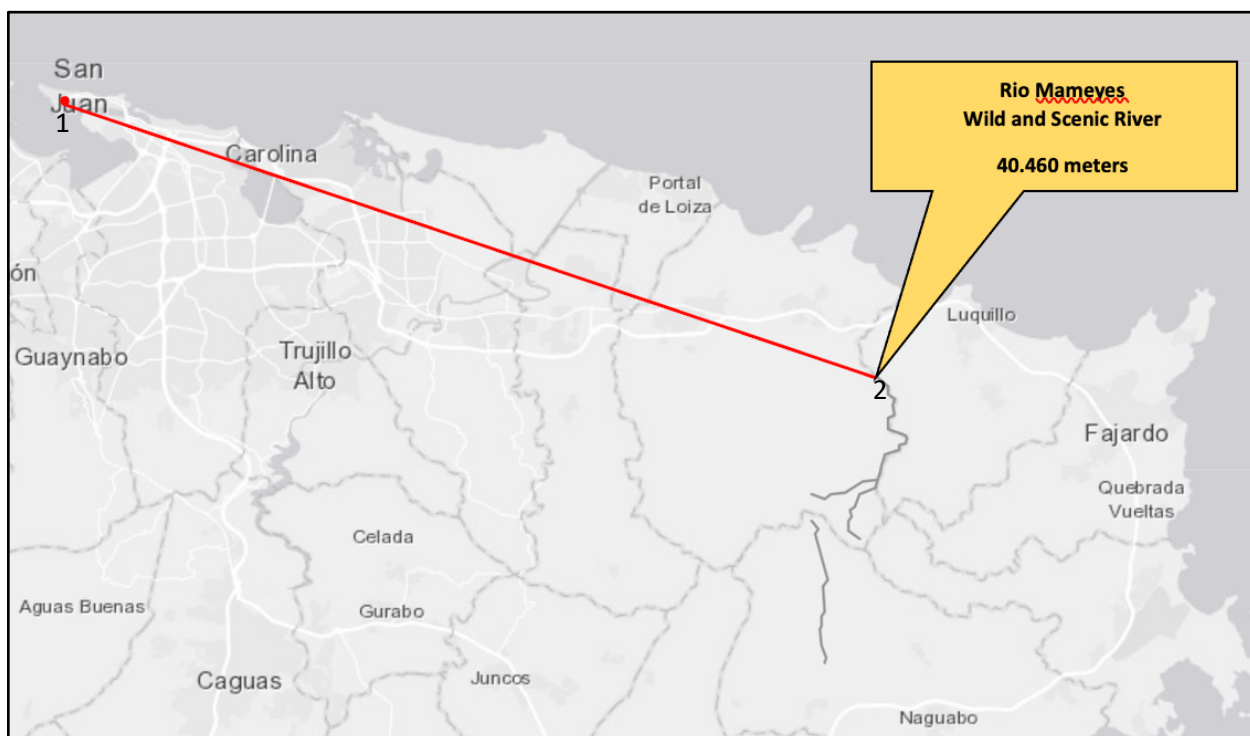 San
Juan
1
Carolina
Rio Mameyes
Wild and Scenic River
40.460 meters
Portal
de Loiza
ón
Luquillo
Guaynabo
Trujillo
Alto
2
Fajardo
Quebrada
Vueltas
Celada
Aguas Buenas
Gurabo
Caguas
Juncos
Naguabo